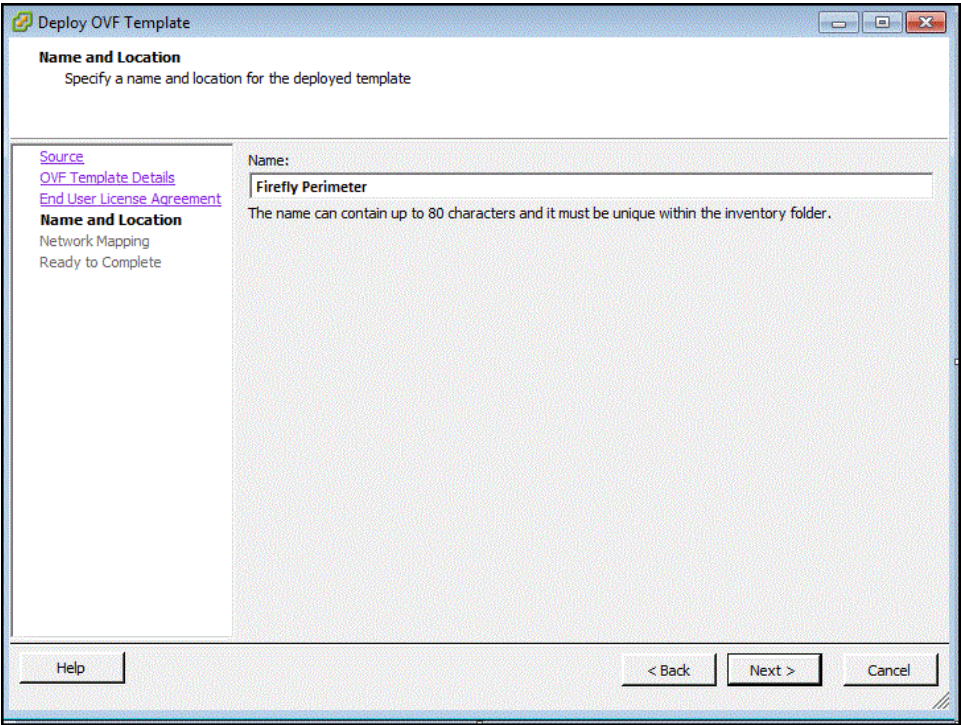 Deploy OVF Template
Name and Location
Specify a name and location for the deployed template
Source
OVF Template Details
End User License Agreement
Name and Location
Network Mapping
Ready to Complete
Name:
Firefly Perimeter
The name can contain up to 80 characters and it must be unique within the inventory folder.
Help
< Back
Next >
Cancel